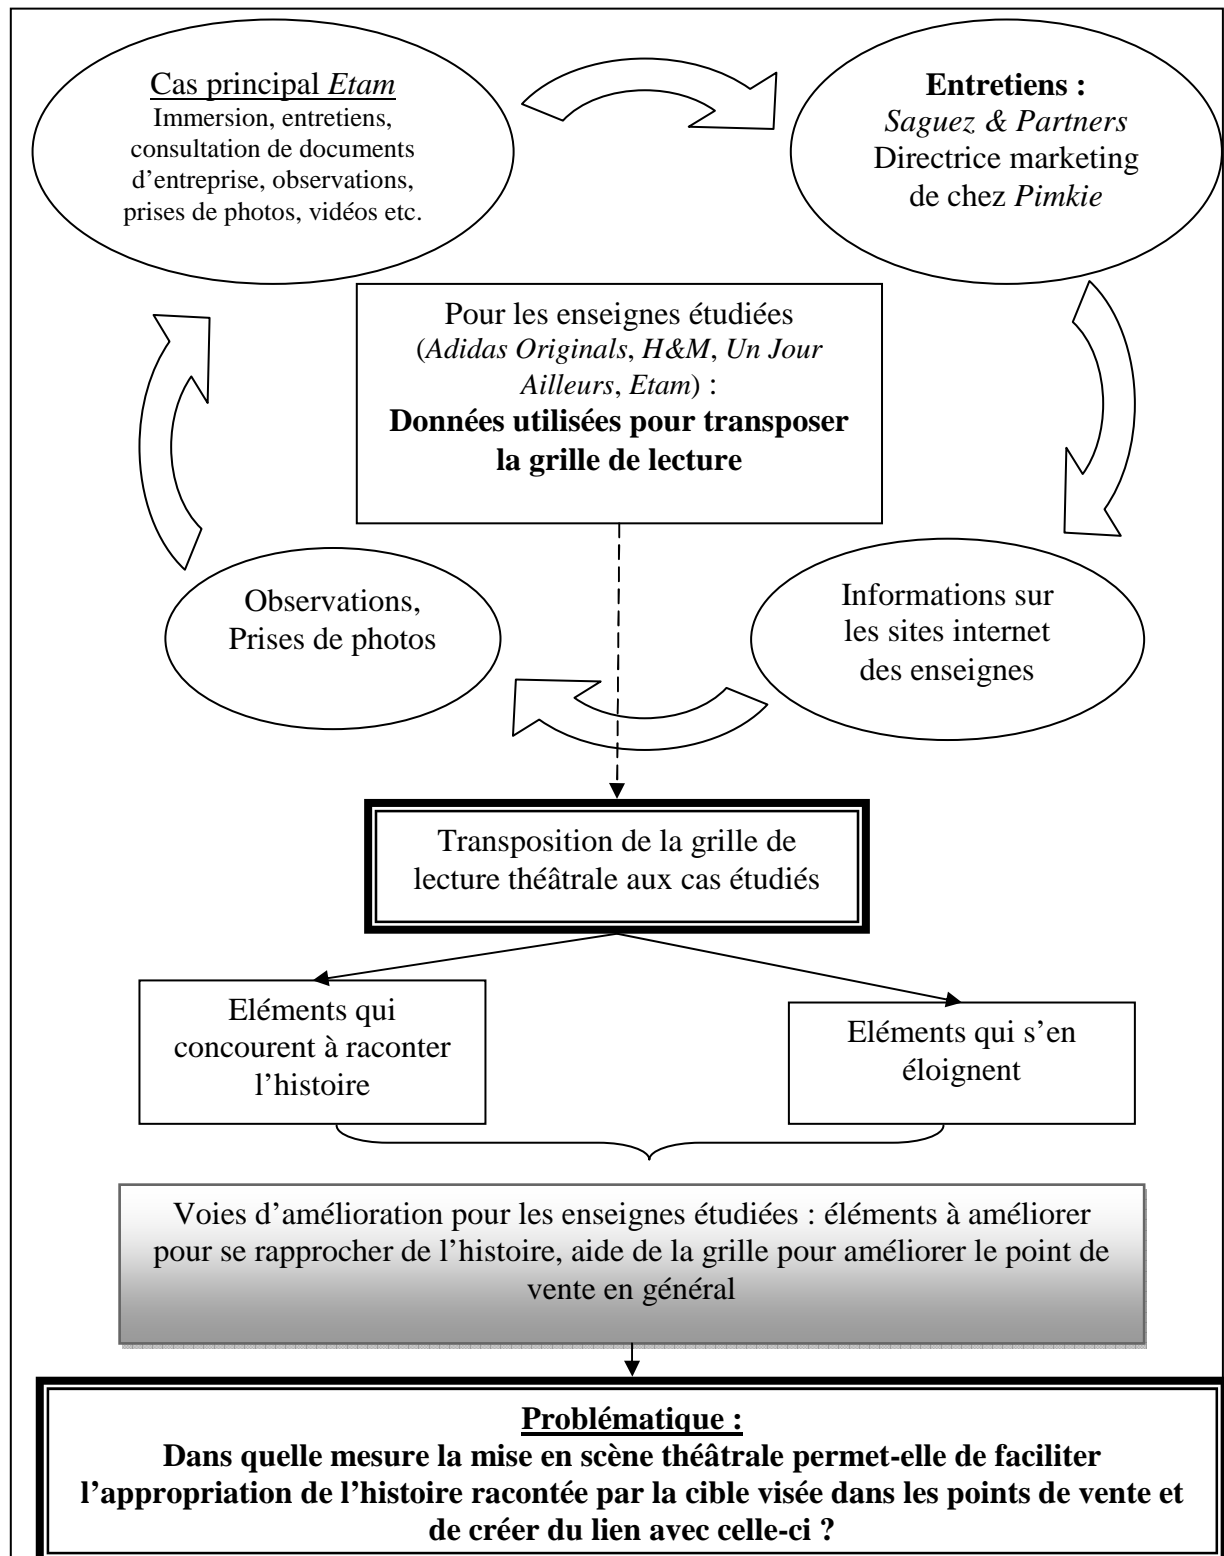 Cas principal Etam
Immersion, entretiens,
consultation de documents
d’entreprise, observations,
prises de photos, vidéos etc.
Entretiens :
Saguez & Partners
Directrice marketing
de chez Pimkie
Pour les enseignes étudiées
(Adidas Originals, H&M, Un Jour
Ailleurs, Etam) :
Données utilisées pour transposer
la grille de lecture
Observations,
Prises de photos
Informations sur
les sites internet
des enseignes
Transposition de la grille de
lecture théâtrale aux cas étudiés
Eléments qui
concourent à raconter
l’histoire
Eléments qui s’en
éloignent
Voies d’amélioration pour les enseignes étudiées : éléments à améliorer
pour se rapprocher de l’histoire, aide de la grille pour améliorer le point de
vente en général
Problématique :
Dans quelle mesure la mise en scène théâtrale permet-elle de faciliter
l’appropriation de l’histoire racontée par la cible visée dans les points de vente et
de créer du lien avec celle-ci ?